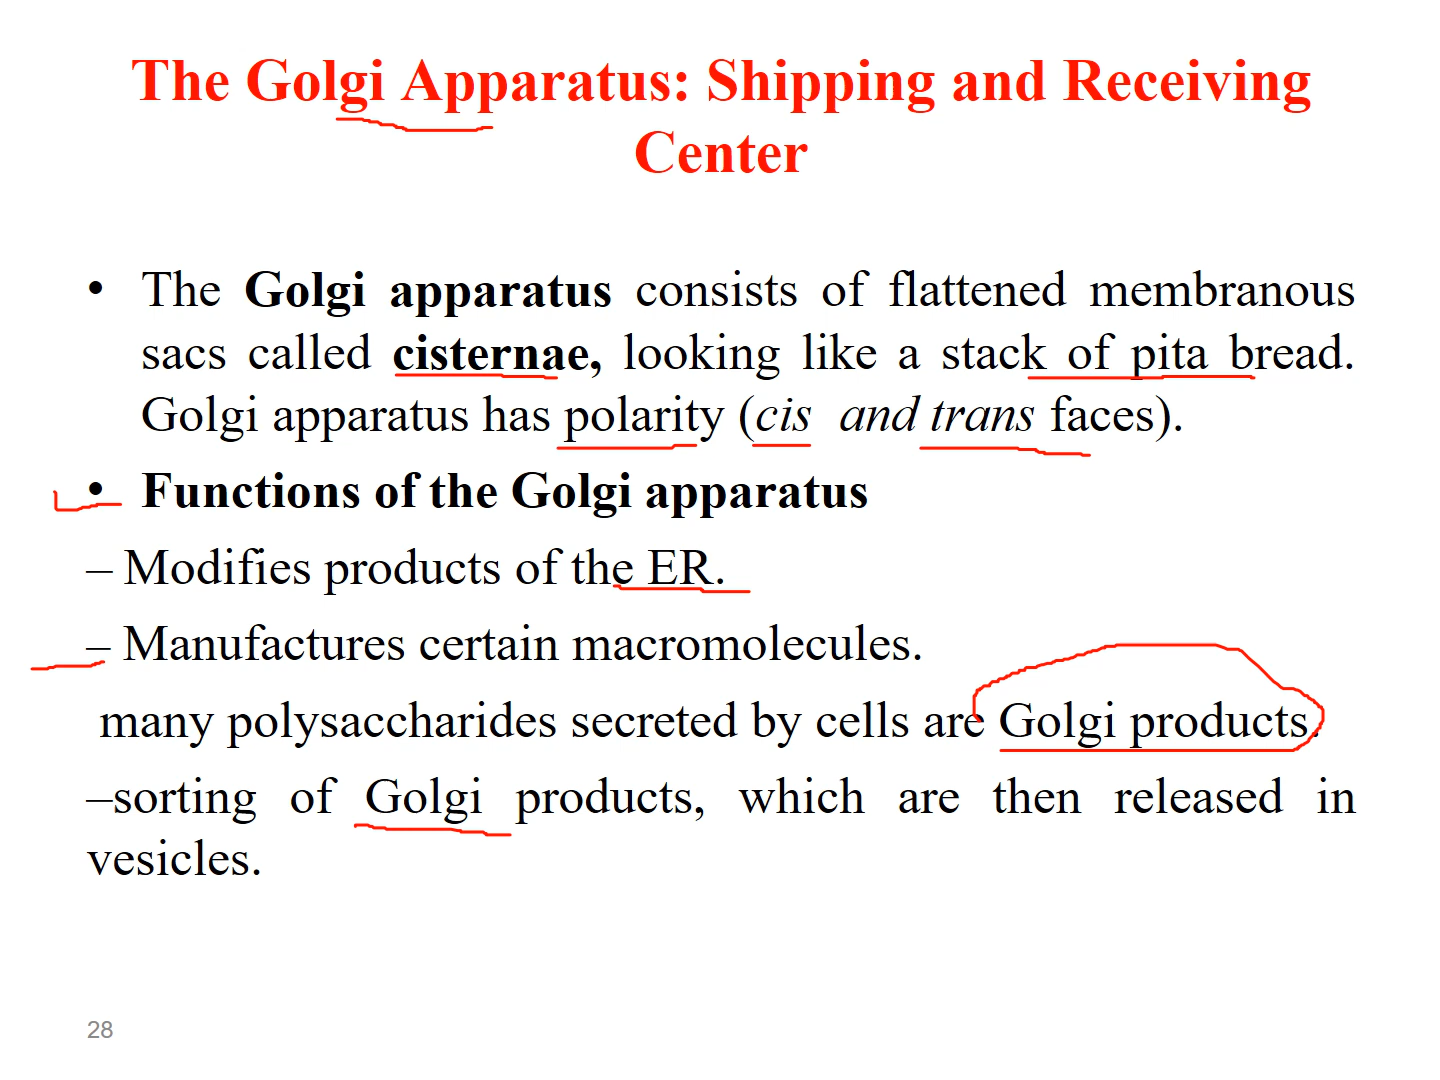 The Golgi Apparatus: Shipping and Receiving
Center
• The Golgi apparatus consists of flattened membranous
sacs called cisternae, looking like a stack of pita bread.
Golgi apparatus has polarity (cis and trans faces).
• Functions of the Golgi apparatus
– Modifies products of the ER.
– Manufactures certain macromolecules.
many polysaccharides secreted by cells are Golgi products.
–sorting of Golgi products, which are then released in
vesicles.
28